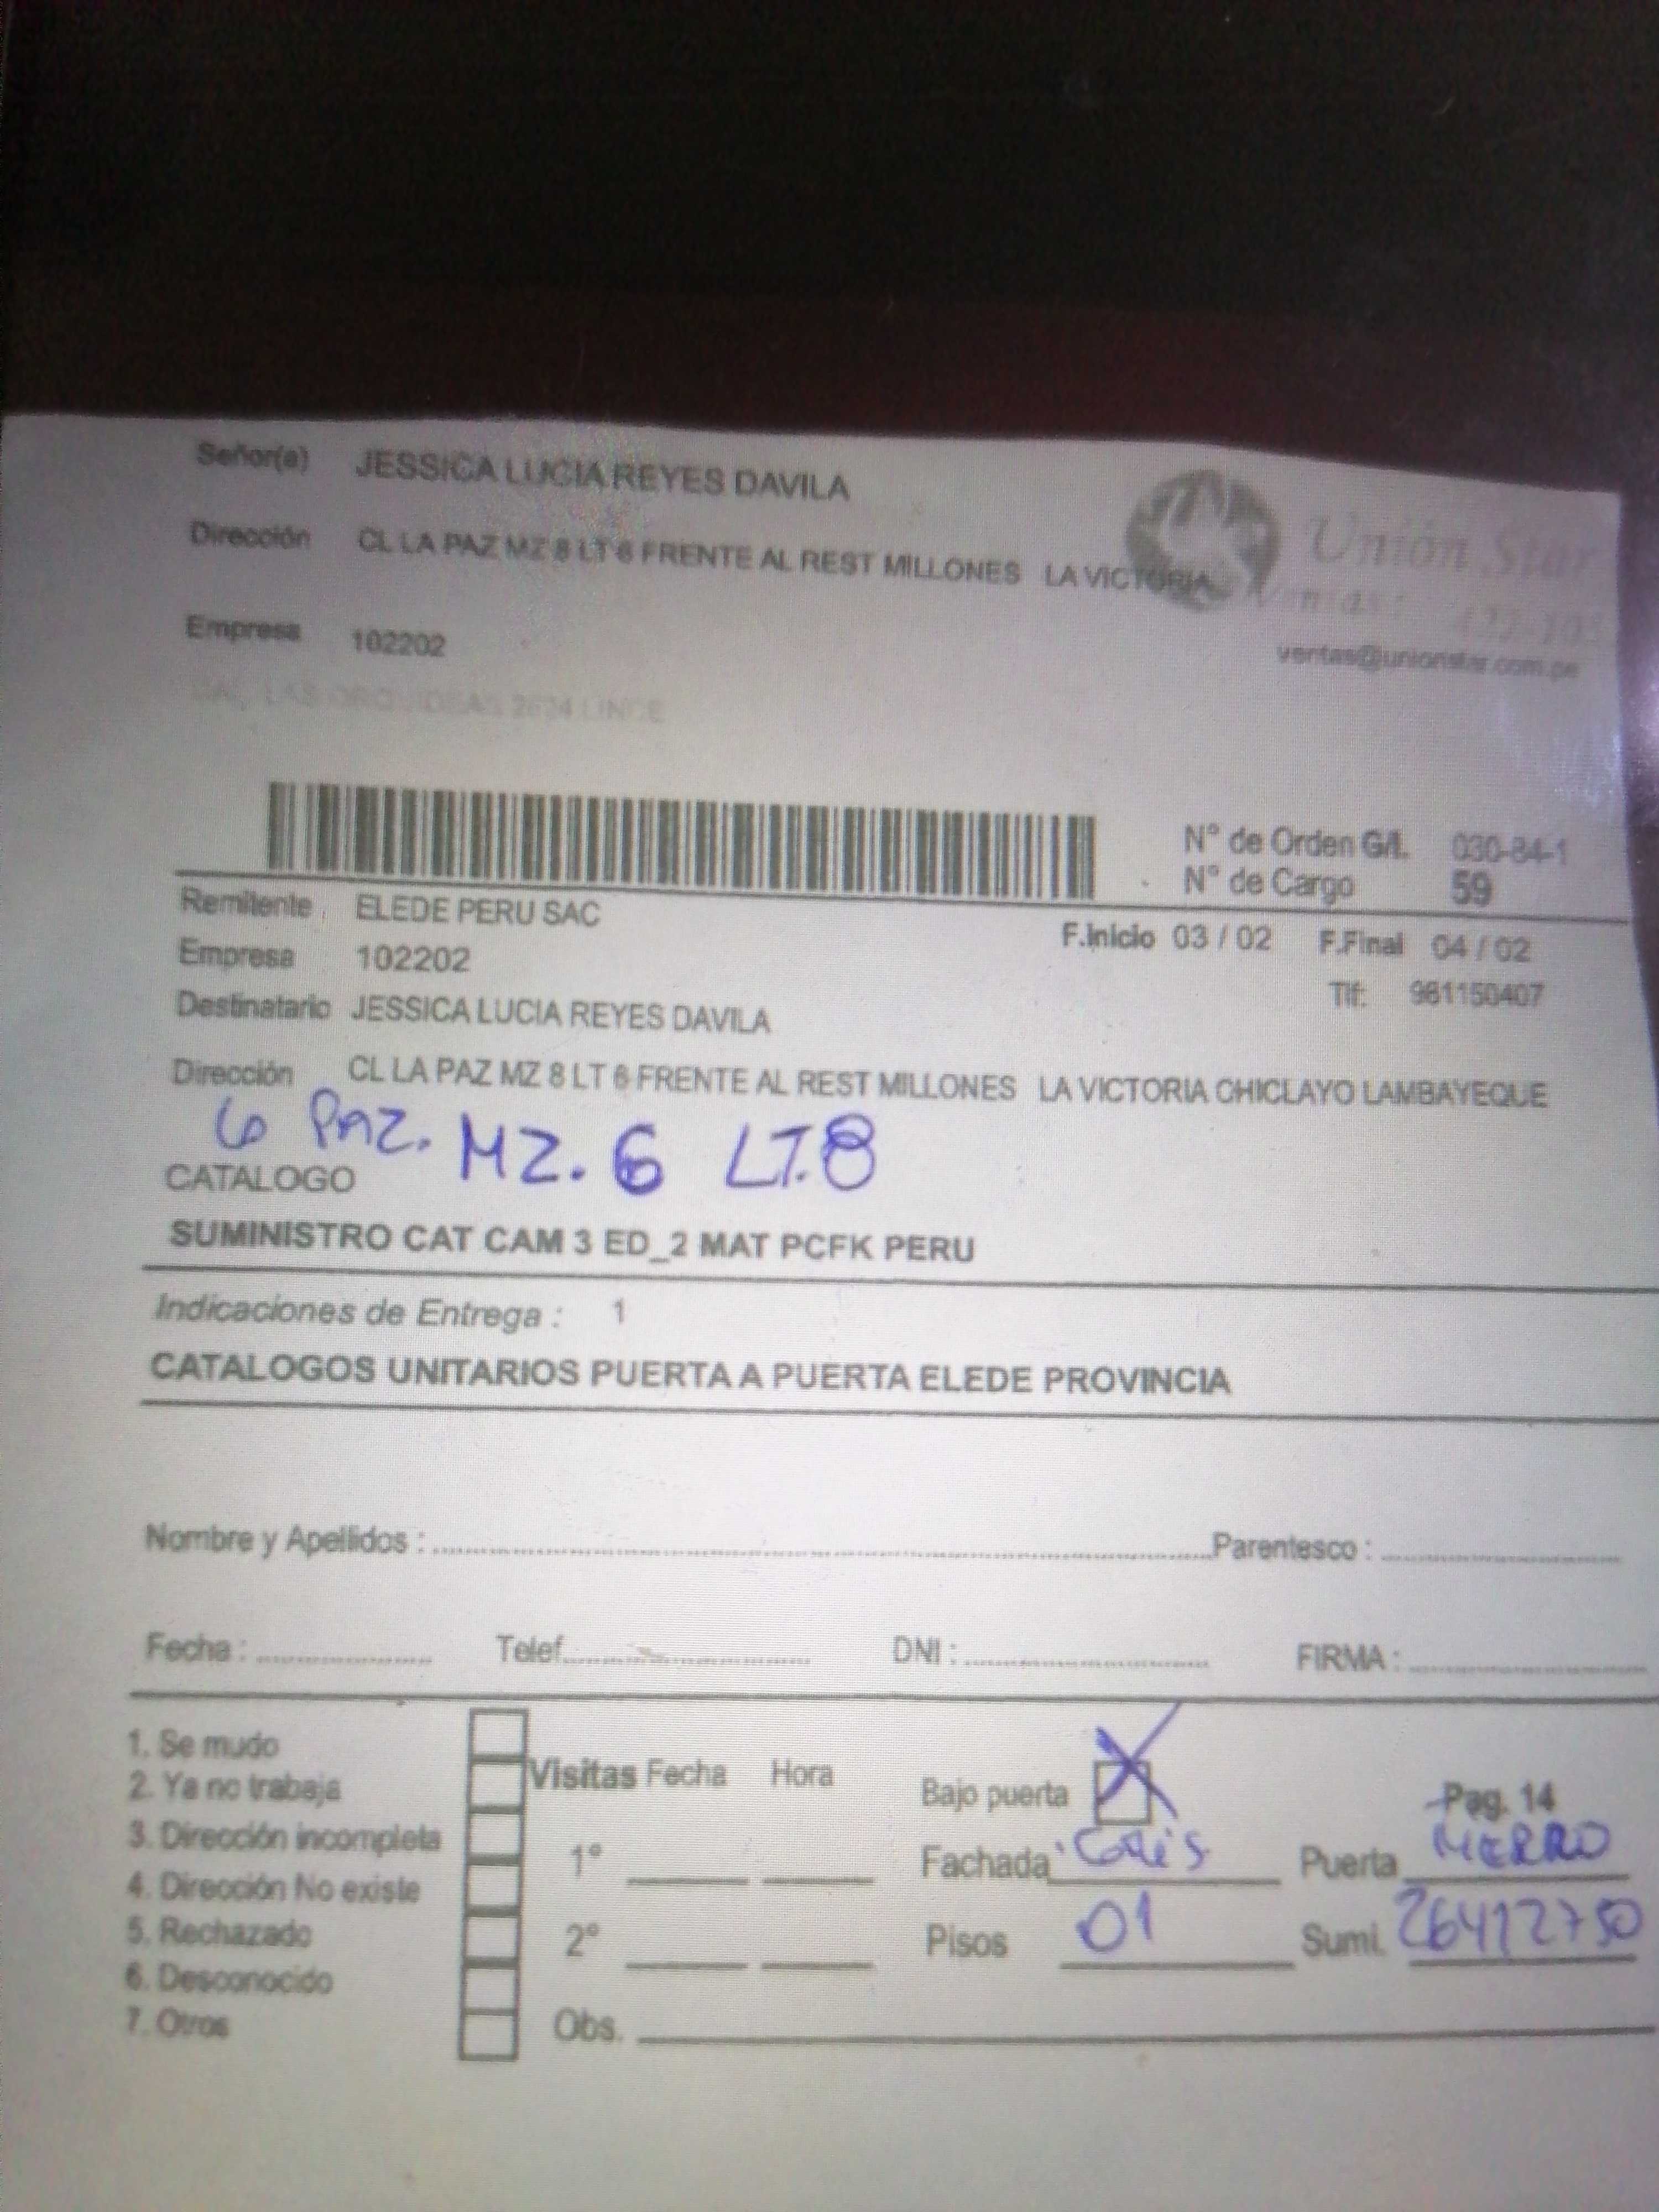 Señor(a) JESSICA LUCIA REYES DAVILA
Dirección CL LA PAZ MZ 8 LT 6 FRENTE AL REST MILLONES LA VICTORIA
Unión Star
Empresa 102202
ventas@unionstar.com.pe
LAS ORQUIDEAS 2624 LINCE
N° de Orden G/I. 030-84-1
N° de Cargo 59
Remitente ELEDE PERU SAC
F.Inicio 03 / 02 F.Final 04 / 02
Empresa 102202
Tlf: 961150407
Destinatario JESSICA LUCIA REYES DAVILA
Dirección CL LA PAZ MZ 8 LT 6 FRENTE AL REST MILLONES LA VICTORIA CHICLAYO LAMBAYEQUE
PAZ. MZ. 6 LT. 8
CATALOGO
SUMINISTRO CAT CAM 3 ED_2 MAT PCFK PERU
Indicaciones de Entrega : 1
CATALOGOS UNITARIOS PUERTA A PUERTA ELEDE PROVINCIA
Nombre y Apellidos : Parentesco :
Fecha : Telef. DNI : FIRMA :
1. Se mudo
2. Ya no trabaja
3. Dirección incompleta
4. Dirección No existe
5. Rechazado
6. Desconocido
7. Otros
Visitas Fecha Hora
1°
2°
Obs.
Bajo puerta X
Pag. 14
Fachada Puerta
Pisos 01 Sumi. 26412750